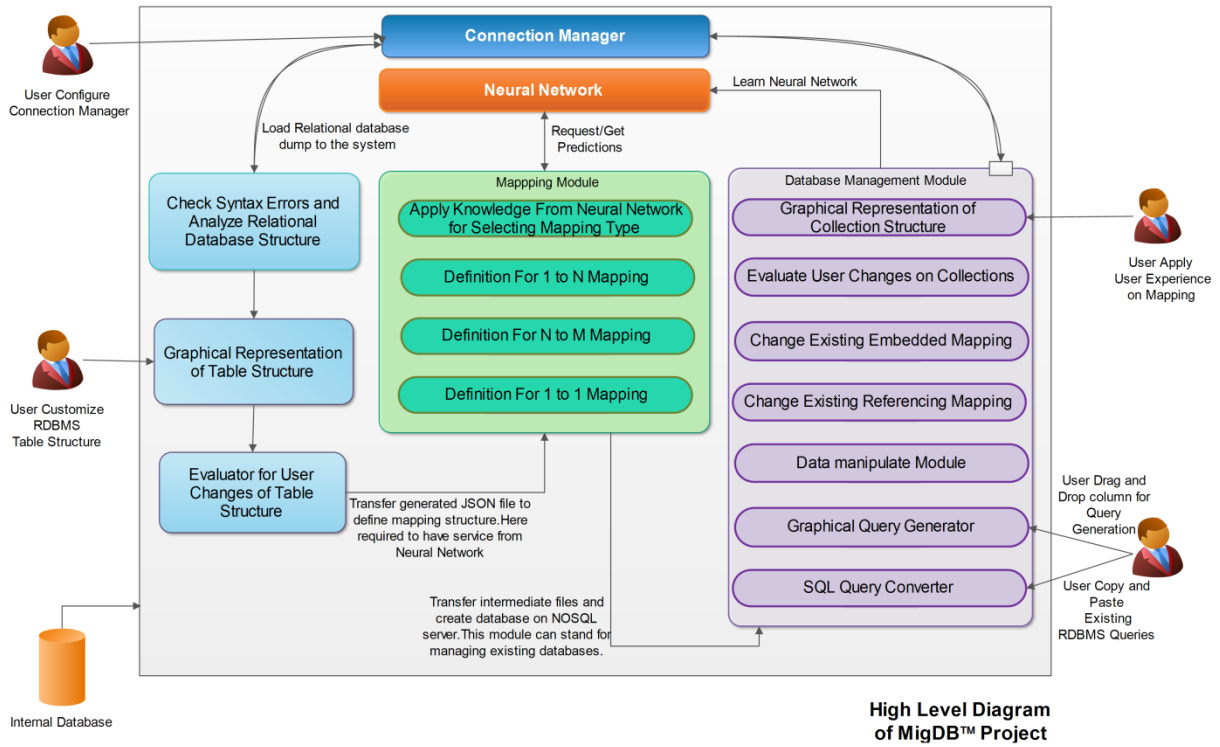 Connection Manager
Neural Network
Learn Neural Network
User Configure
Connection Manager
Load Relational database
dump to the system
Request/Get
Predictions
Check Syntax Errors and
Analyze Relational
Database Structure
Graphical Representation
of Table Structure
User Customize
RDBMS
Table Structure
Evaluator for User
Changes of Table
Structure
Transfer generated JSON file to
define mapping structure.Here
required to have service from
Neural Network
Mappping Module
Apply Knowledge From Neural Network
for Selecting Mapping Type
Definition For 1 to N Mapping
Definition For N to M Mapping
Definition For 1 to 1 Mapping
Transfer intermediate files and
create database on NOSQL
server.This module can stand for
managing existing databases.
Database Management Module
Graphical Representation of
Collection Structure
Evaluate User Changes on Collections
Change Existing Embedded Mapping
Change Existing Referencing Mapping
Data manipulate Module
Graphical Query Generator
SQL Query Converter
User Apply
User Experience
on Mapping
User Drag and
Drop column for
Query
Generation
User Copy and
Paste
Existing
RDBMS Queries
Internal Database
High Level Diagram
of MigDB™ Project